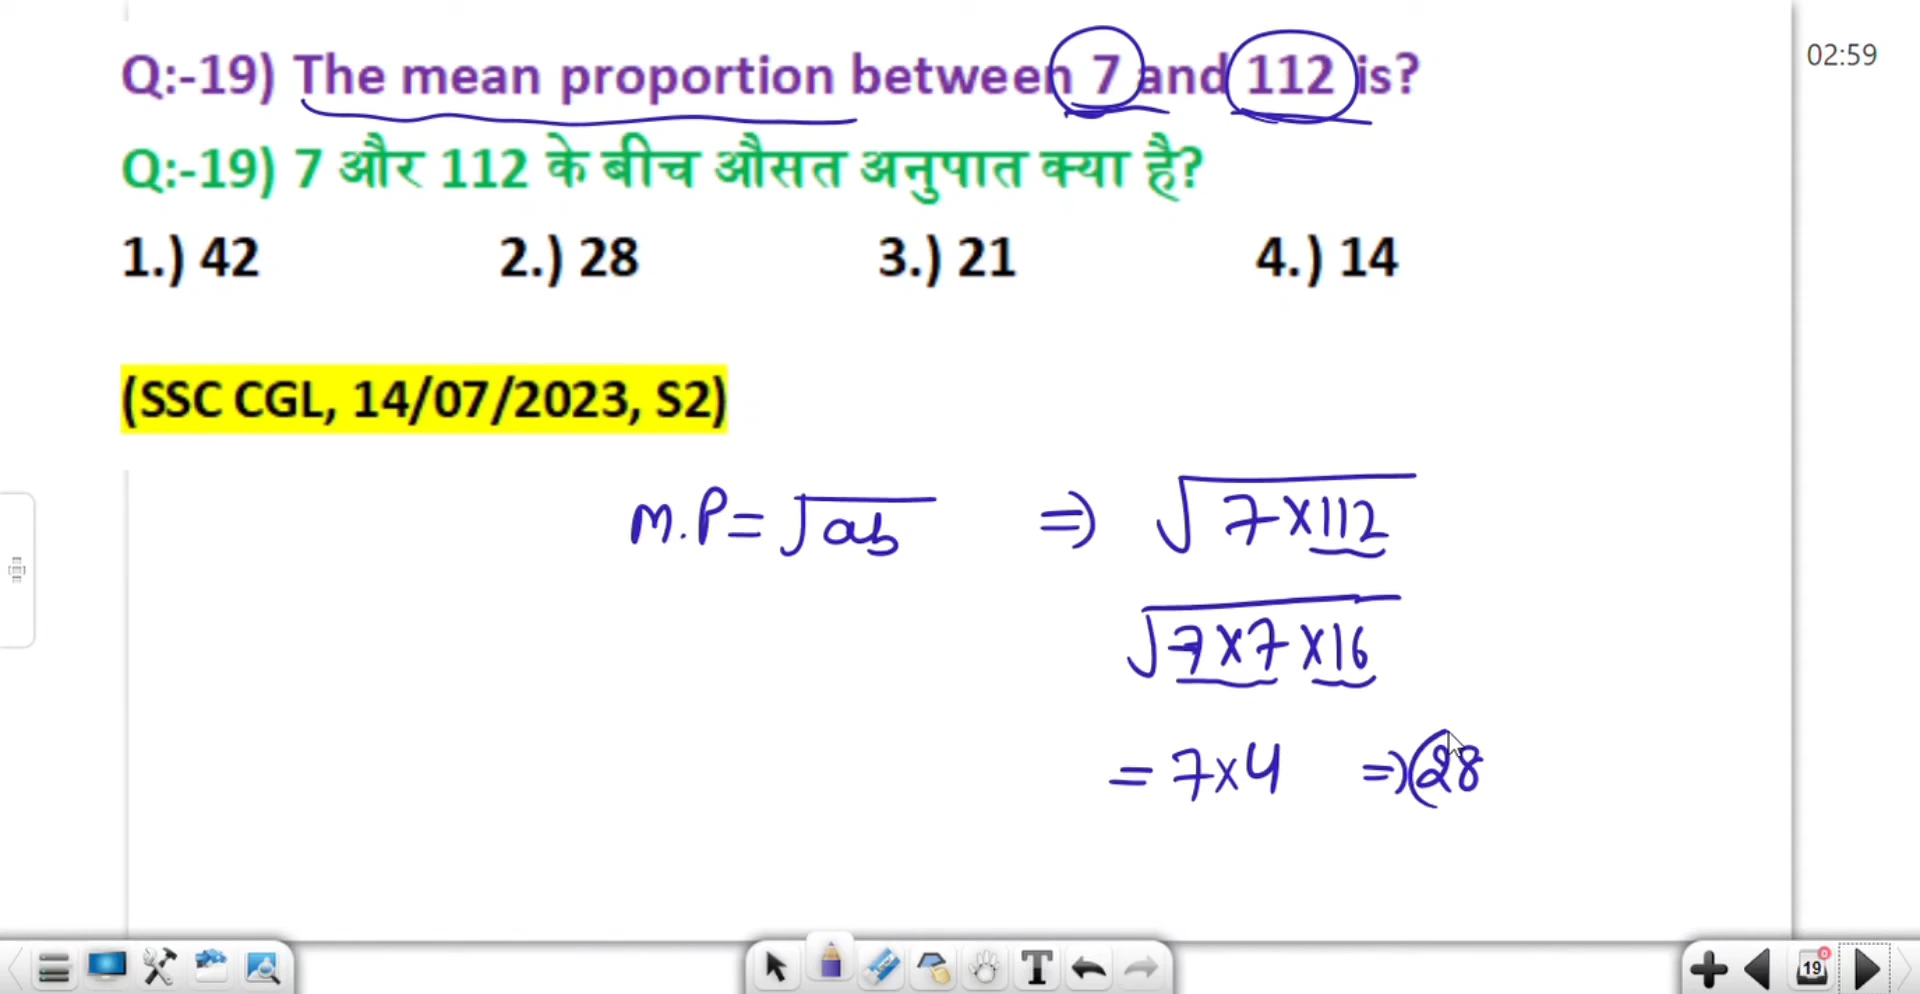 Q:-19) The mean proportion between 7 and 112 is?
02:59
Q:-19) 7 और 112 के बीच औसत अनुपात क्या है?
1.) 42 2.) 28 3.) 21 4.) 14
(SSC CGL, 14/07/2023, S2)
M.P = √ab ⇒ √7×112
√7×7×16
= 7×4 ⇒ 28
T
19
0